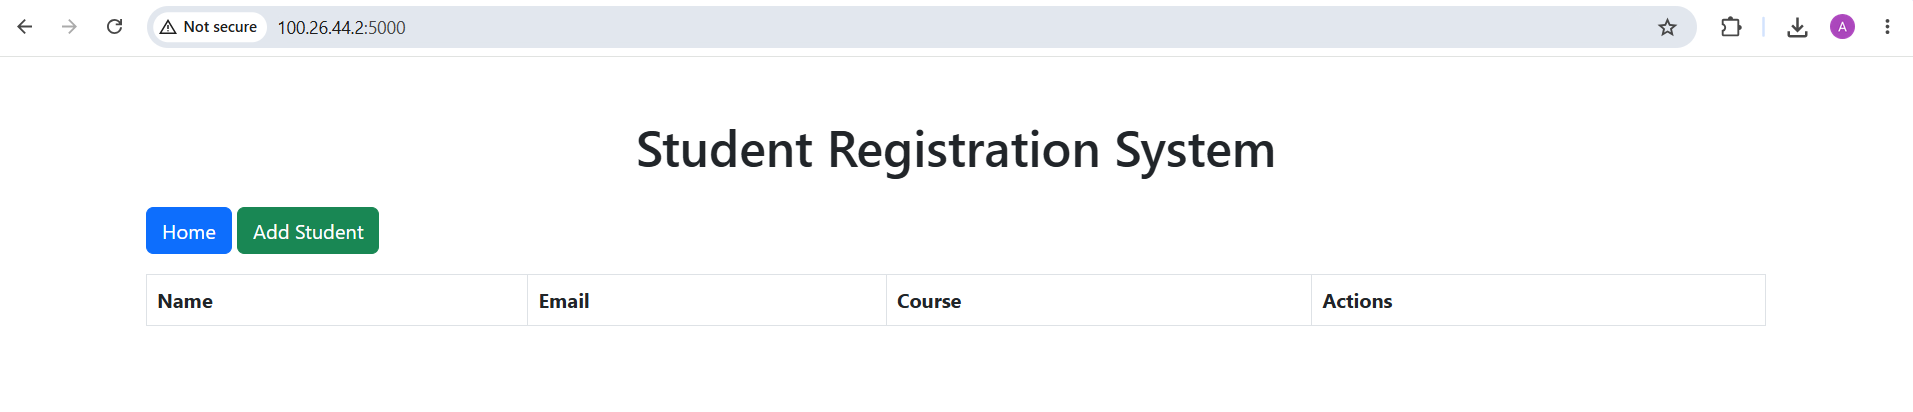 Not secure 100.26.44.2:5000 A
Student Registration System
Home Add Student
Name Email Course Actions